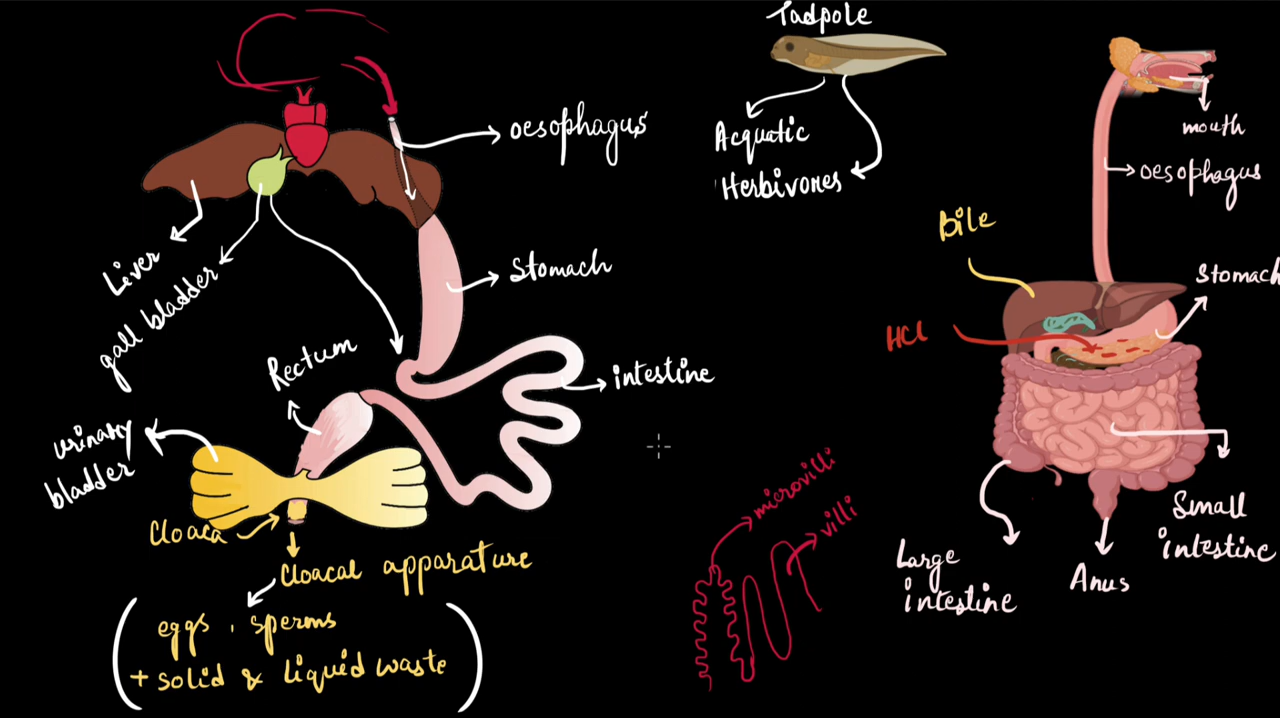 oesophagus
Liver
gall bladder
Stomach
Rectum
intestine
urinary
bladder
Cloaca
Cloacal apparature
eggs, sperms
+ solid & liquid waste
Tadpole
Acquatic
Herbivores
microvilli
villi
mouth
oesophagus
Bile
Stomach
HCl
Small
intestine
Large
intestine
Anus